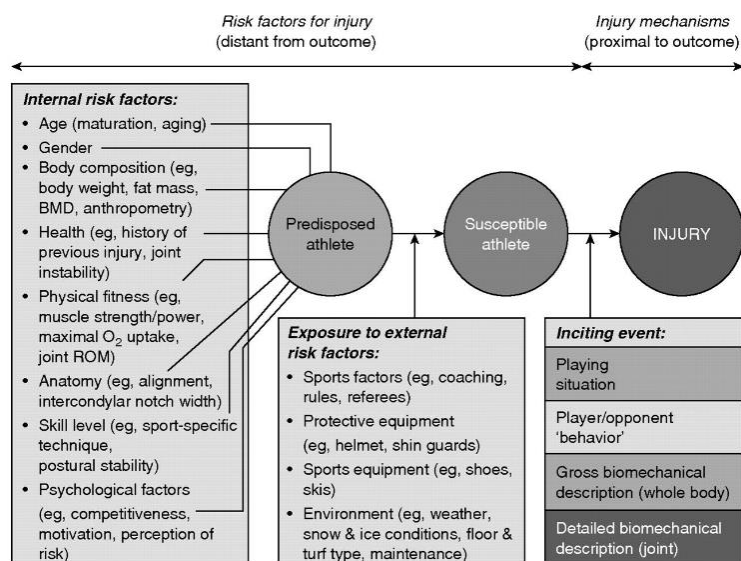 Risk factors for injury
(distant from outcome)
Injury mechanisms
(proximal to outcome)
Internal risk factors:
• Age (maturation, aging)
• Gender
• Body composition (eg,
body weight, fat mass,
BMD, anthropometry)
• Health (eg, history of
previous injury, joint
instability)
• Physical fitness (eg,
muscle strength/power,
maximal O₂ uptake,
joint ROM)
• Anatomy (eg, alignment,
intercondylar notch width)
• Skill level (eg, sport-specific
technique,
postural stability)
• Psychological factors
(eg, competitiveness,
motivation, perception of
risk)
Predisposed
athlete
Susceptible
athlete
INJURY
Exposure to external
risk factors:
• Sports factors (eg, coaching,
rules, referees)
• Protective equipment
(eg, helmet, shin guards)
• Sports equipment (eg, shoes,
skis)
• Environment (eg, weather,
snow & ice conditions, floor &
turf type, maintenance)
Inciting event:
Playing
situation
Player/opponent
‘behavior’
Gross biomechanical
description (whole body)
Detailed biomechanical
description (joint)